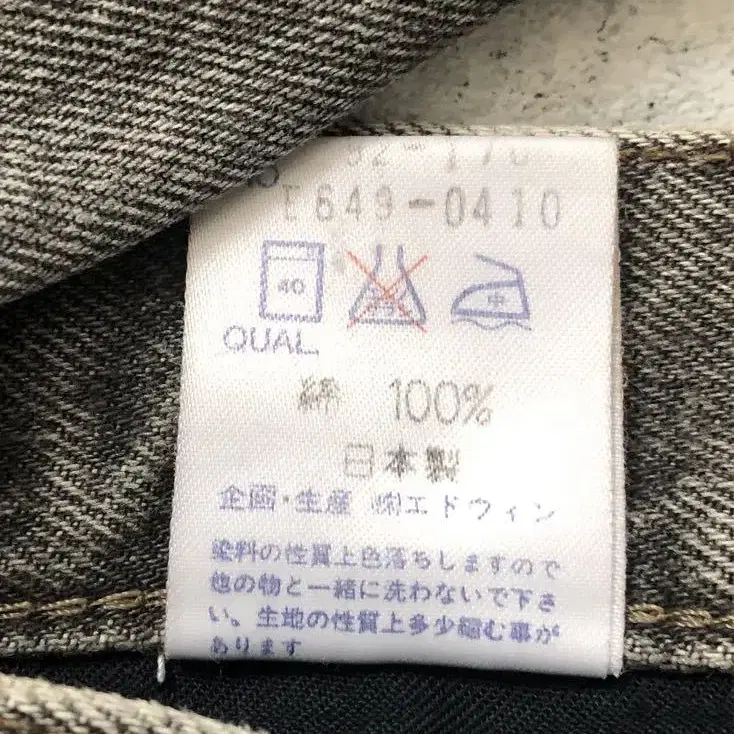 E649-0410
40
中
QUAL
綿 100%
日本製
企画・生産 ㈱エドウィン
染料の性質上色落ちしますので
他の物と一緒に洗わないで下さ
い。生地の性質上多少縮む事が
あります